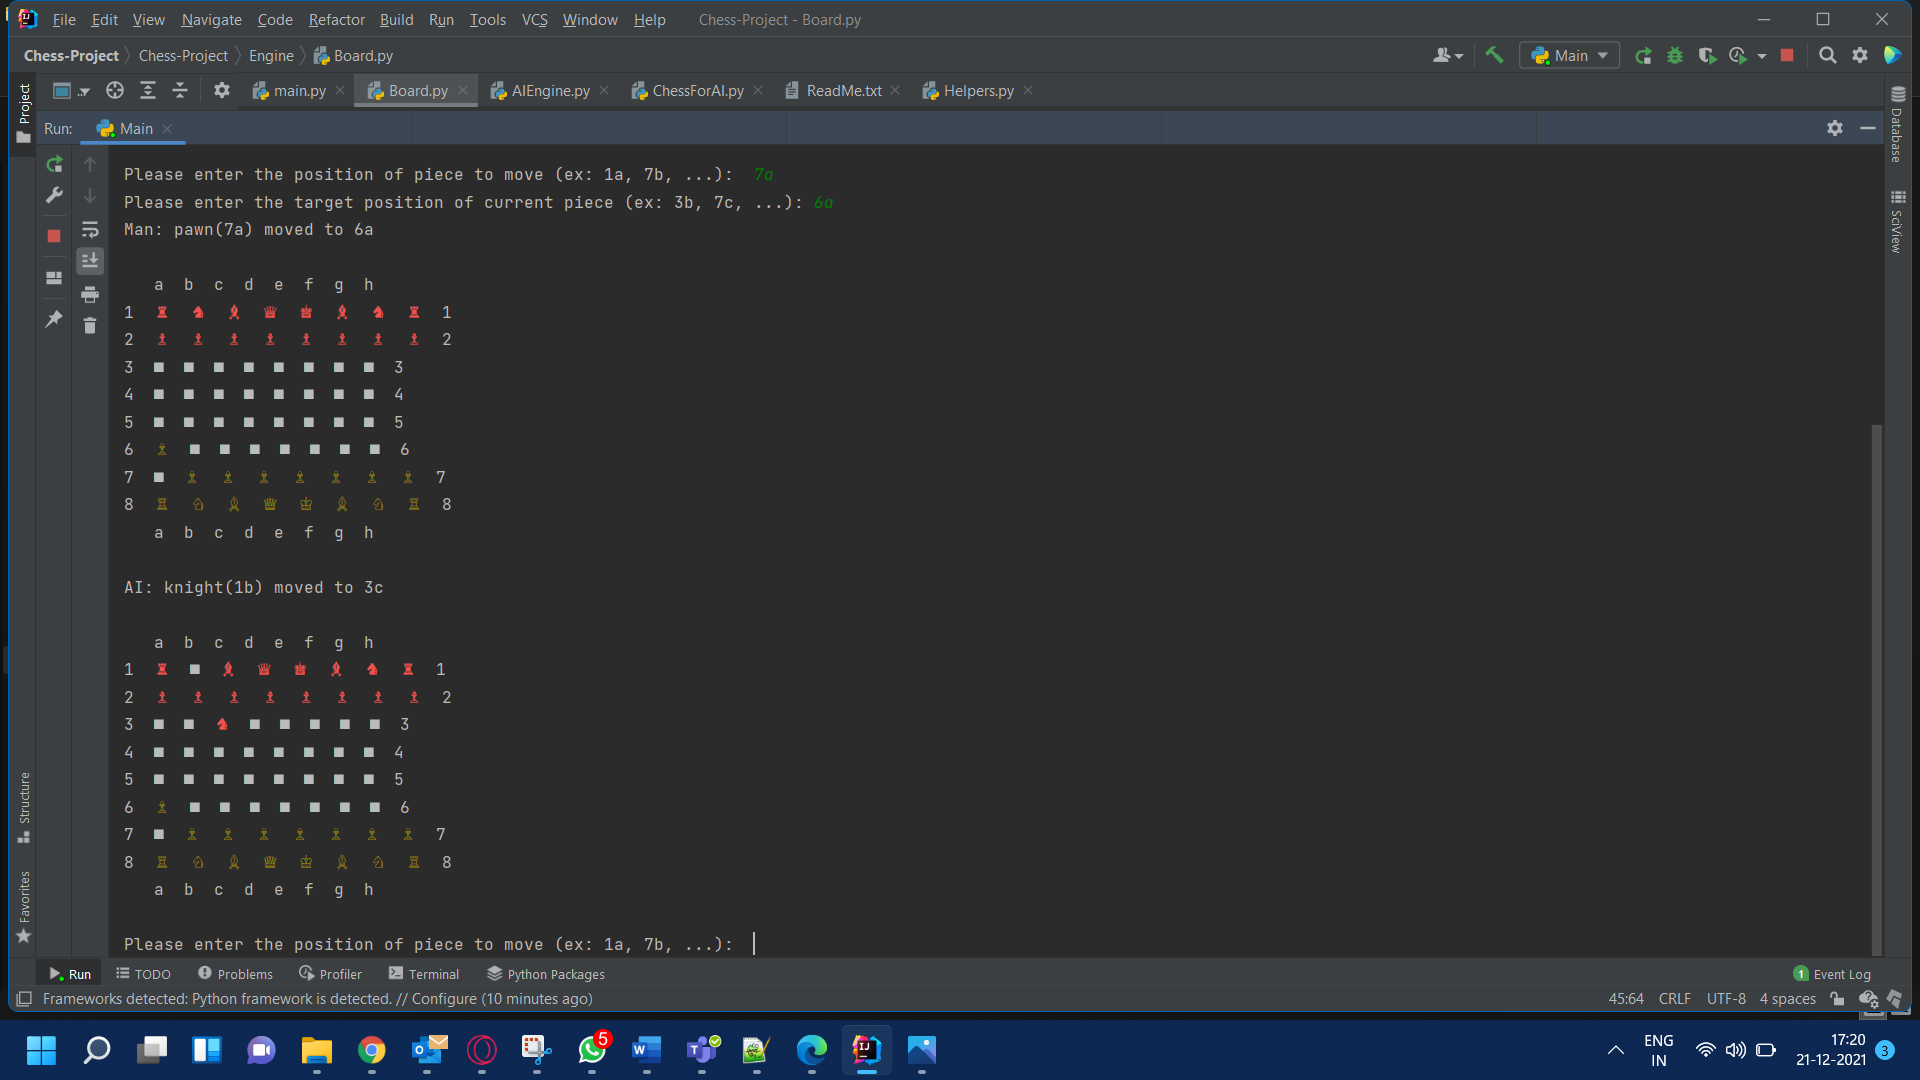 File Edit View Navigate Code Refactor Build Run Tools VCS Window Help Chess-Project - Board.py
Chess-Project Chess-Project Engine Board.py Main
main.py Board.py AIEngine.py ChessForAI.py ReadMe.txt Helpers.py
Project
Database
SciView
Run: Main
Please enter the position of piece to move (ex: 1a, 7b, ...): 7a
Please enter the target position of current piece (ex: 3b, 7c, ...): 6a
Man: pawn(7a) moved to 6a
a b c d e f g h
1 ♜ ♞ ♝ ♛ ♚ ♝ ♞ ♜ 1
2 ♝ ♝ ♝ ♝ ♝ ♝ ♝ ♝ 2
3 ■ ■ ■ ■ ■ ■ ■ ■ 3
4 ■ ■ ■ ■ ■ ■ ■ ■ 4
5 ■ ■ ■ ■ ■ ■ ■ ■ 5
6 ♗ ■ ■ ■ ■ ■ ■ ■ 6
7 ■ ♗ ♗ ♗ ♗ ♗ ♗ ♗ 7
8 ♖ ♘ ♗ ♕ ♔ ♗ ♘ ♖ 8
a b c d e f g h
AI: knight(1b) moved to 3c
a b c d e f g h
1 ♜ ■ ♝ ♛ ♚ ♝ ♞ ♜ 1
2 ♝ ♝ ♝ ♝ ♝ ♝ ♝ ♝ 2
3 ■ ■ ♞ ■ ■ ■ ■ ■ 3
4 ■ ■ ■ ■ ■ ■ ■ ■ 4
5 ■ ■ ■ ■ ■ ■ ■ ■ 5
6 ♗ ■ ■ ■ ■ ■ ■ ■ 6
7 ■ ♗ ♗ ♗ ♗ ♗ ♗ ♗ 7
8 ♖ ♘ ♗ ♕ ♔ ♗ ♘ ♖ 8
a b c d e f g h
Please enter the position of piece to move (ex: 1a, 7b, ...):
Structure
Favorites
Run TODO Problems Profiler Terminal Python Packages 1 Event Log
Frameworks detected: Python framework is detected. // Configure (10 minutes ago) 45:64 CRLF UTF-8 4 spaces
5
ENG
IN
17:20
21-12-2021
3